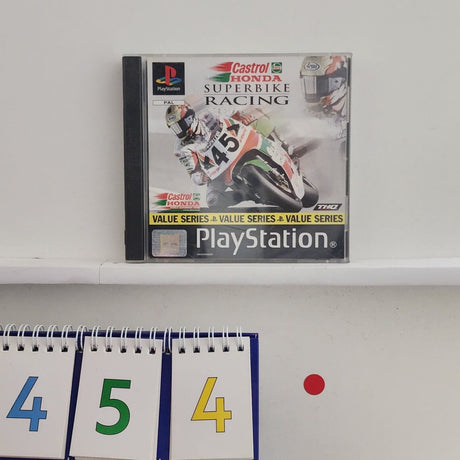 Castrol
HONDA
SUPERBIKE
RACING
PlayStation
PAL
45
Castrol
HONDA
THQ
VALUE SERIES VALUE SERIES VALUE SERIES
PlayStation
4 5 4